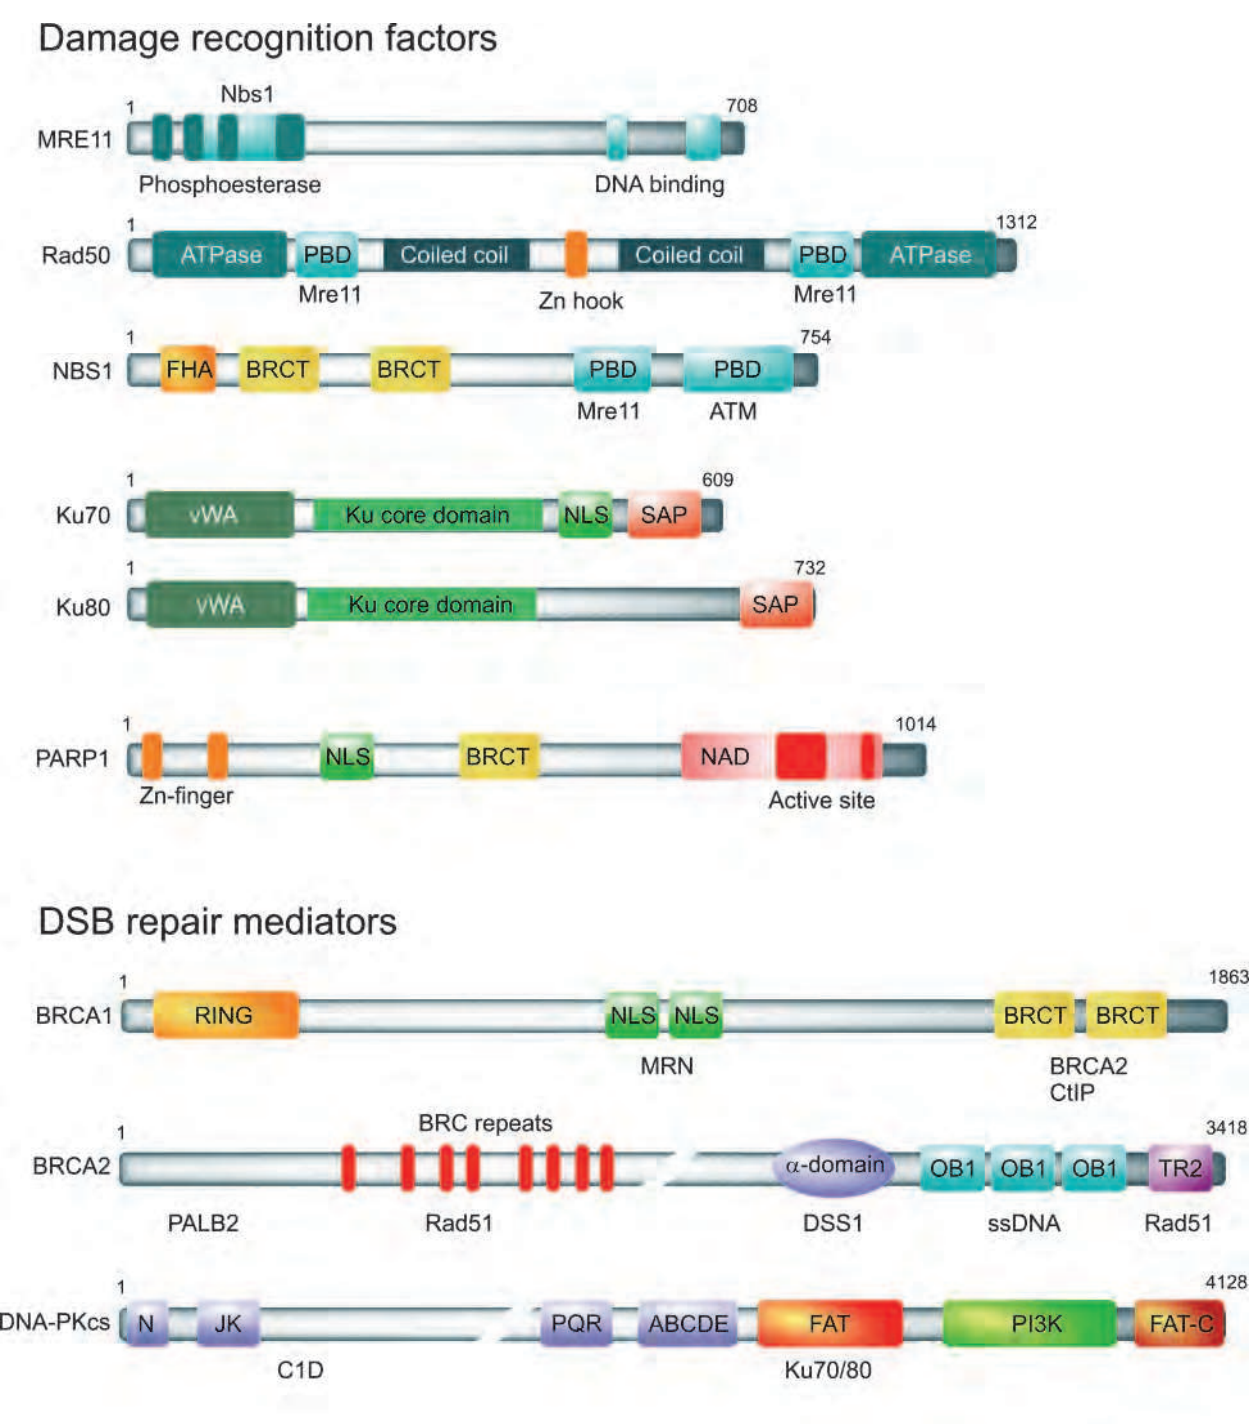 Damage recognition factors
Nbs1
1 708
MRE11
Phosphoesterase DNA binding
1 1312
Rad50 ATPase PBD Coiled coil Coiled coil PBD ATPase
Mre11 Zn hook Mre11
1 754
NBS1 FHA BRCT BRCT PBD PBD
Mre11 ATM
1 609
Ku70 vWA Ku core domain NLS SAP
1 732
Ku80 vWA Ku core domain SAP
1 1014
PARP1 NLS BRCT NAD
Zn-finger Active site
DSB repair mediators
1 1863
BRCA1 RING NLS NLS BRCT BRCT
MRN BRCA2
CtIP
BRC repeats
1 3418
BRCA2 α-domain OB1 OB1 OB1 TR2
PALB2 Rad51 DSS1 ssDNA Rad51
1 4128
DNA-PKcs N JK PQR ABCDE FAT PI3K FAT-C
C1D Ku70/80